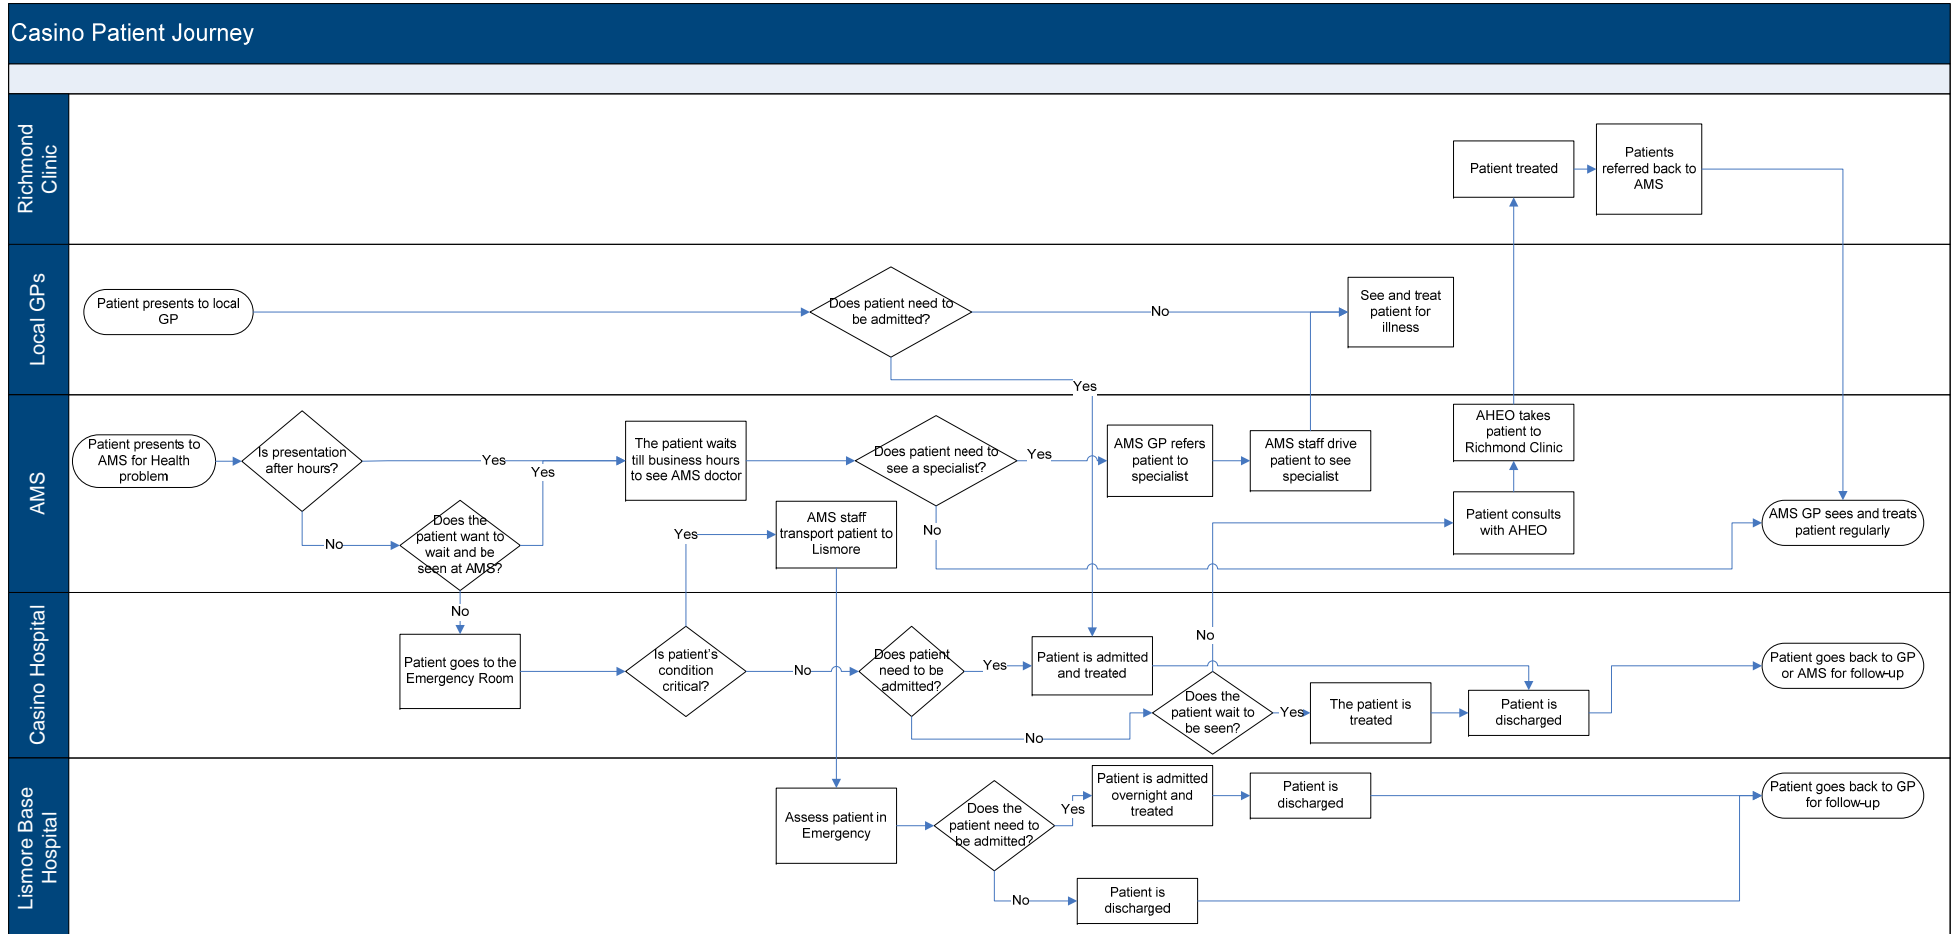 Casino Patient Journey
Richmond
Clinic
Patient treated
Patients
referred back to
AMS
Local GPs
Patient presents to local
GP
Does patient need to
be admitted?
No
Yes
See and treat
patient for
illness
AMS
Patient presents to
AMS for Health
problem
Is presentation
after hours?
Yes
No
Does the
patient want to
wait and be
seen at AMS?
Yes
No
The patient waits
till business hours
to see AMS doctor
Does patient need to
see a specialist?
Yes
No
AMS GP refers
patient to
specialist
AMS staff drive
patient to see
specialist
AHEO takes
patient to
Richmond Clinic
Patient consults
with AHEO
AMS GP sees and treats
patient regularly
AMS staff
transport patient to
Lismore
Casino Hospital
Patient goes to the
Emergency Room
Is patient's
condition
critical?
Yes
No
Does patient
need to be
admitted?
Yes
No
Patient is admitted
and treated
Does the
patient wait to
be seen?
No
Yes
The patient is
treated
Patient is
discharged
Patient goes back to GP
or AMS for follow-up
Lismore Base
Hospital
Assess patient in
Emergency
Does the
patient need to
be admitted?
Yes
No
Patient is admitted
overnight and
treated
Patient is
discharged
Patient is
discharged
Patient goes back to GP
for follow-up